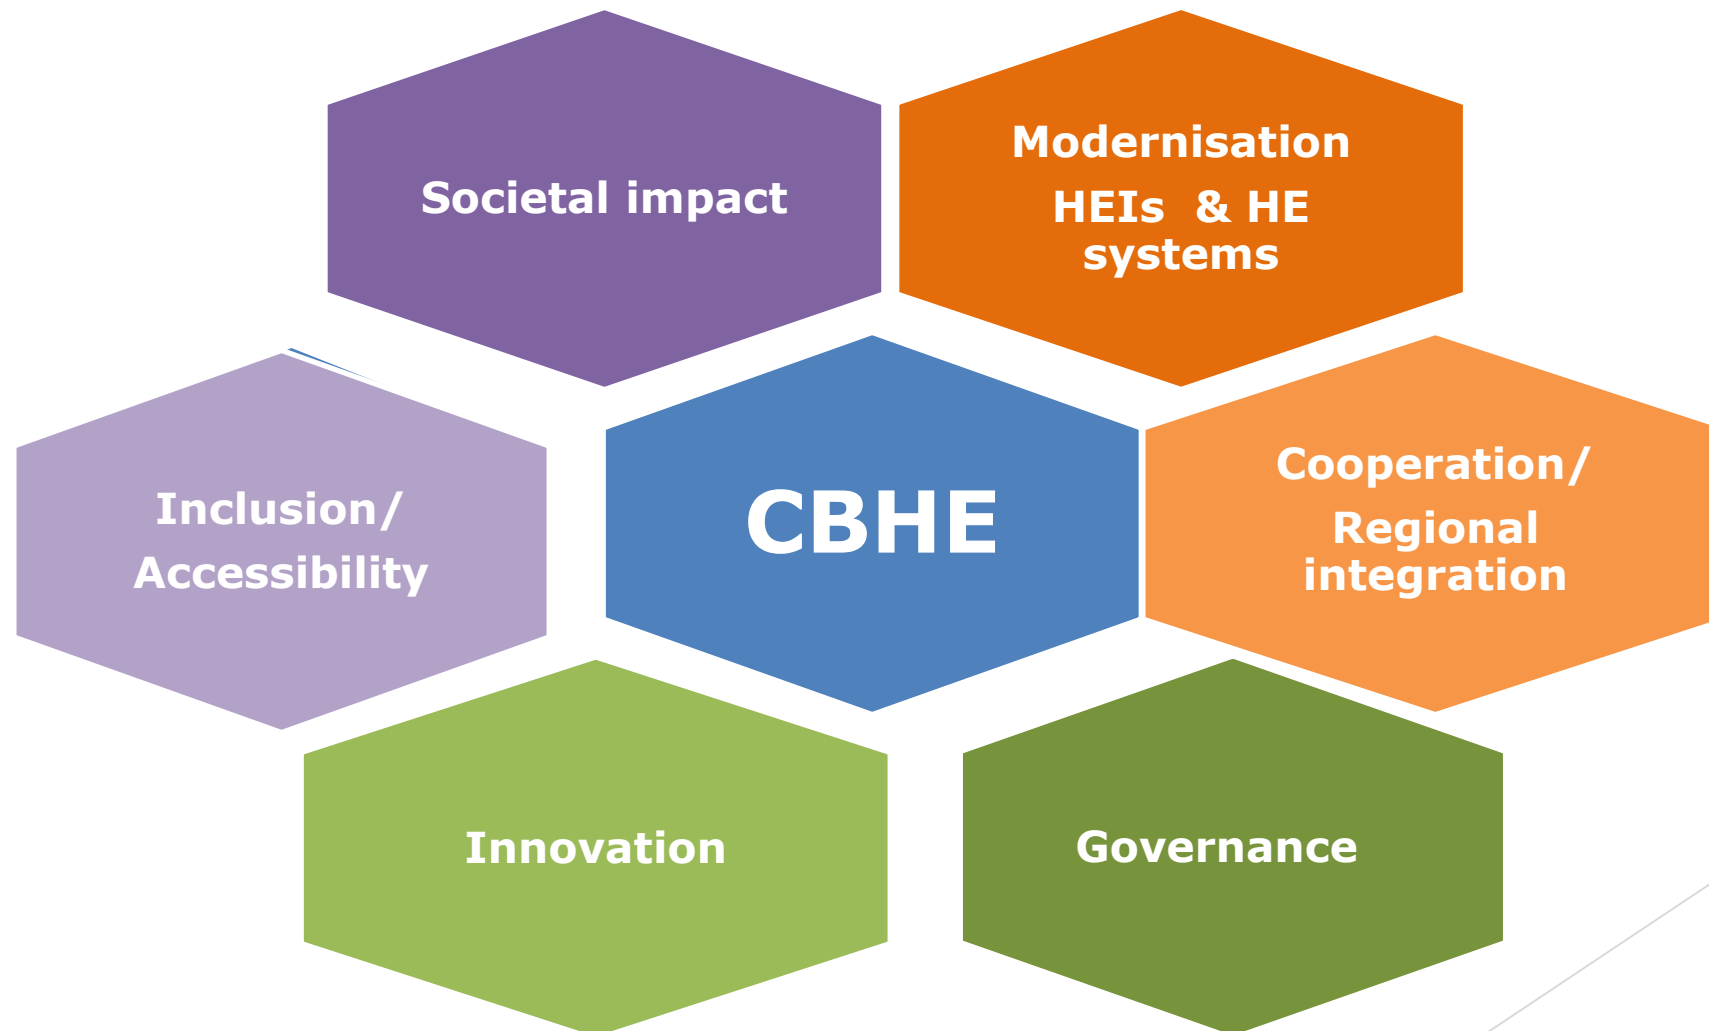 Societal impact
Modernisation
HEIs & HE
systems
Inclusion/
Accessibility
CBHE
Cooperation/
Regional
integration
Innovation
Governance